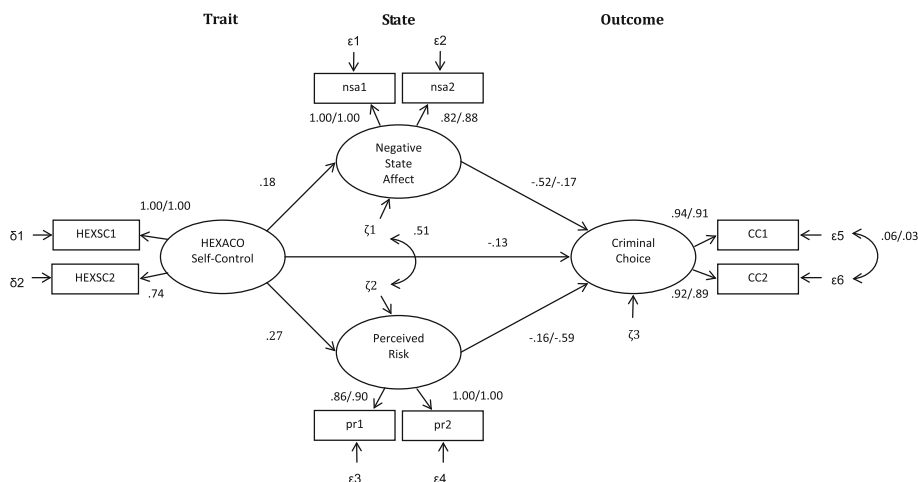 Trait
State
Outcome
ε1
ε2
nsa1
nsa2
1.00/1.00
.82/.88
Negative
State
Affect
.18
-.52/-.17
1.00/1.00
δ1
HEXSC1
HEXACO
Self-Control
ζ1
.51
-.13
Criminal
Choice
.94/.91
CC1
ε5
.06/.03
δ2
HEXSC2
.74
ζ2
CC2
ε6
.92/.89
.27
Perceived
Risk
-.16/-.59
ζ3
.86/.90
1.00/1.00
pr1
pr2
ε3
ε4